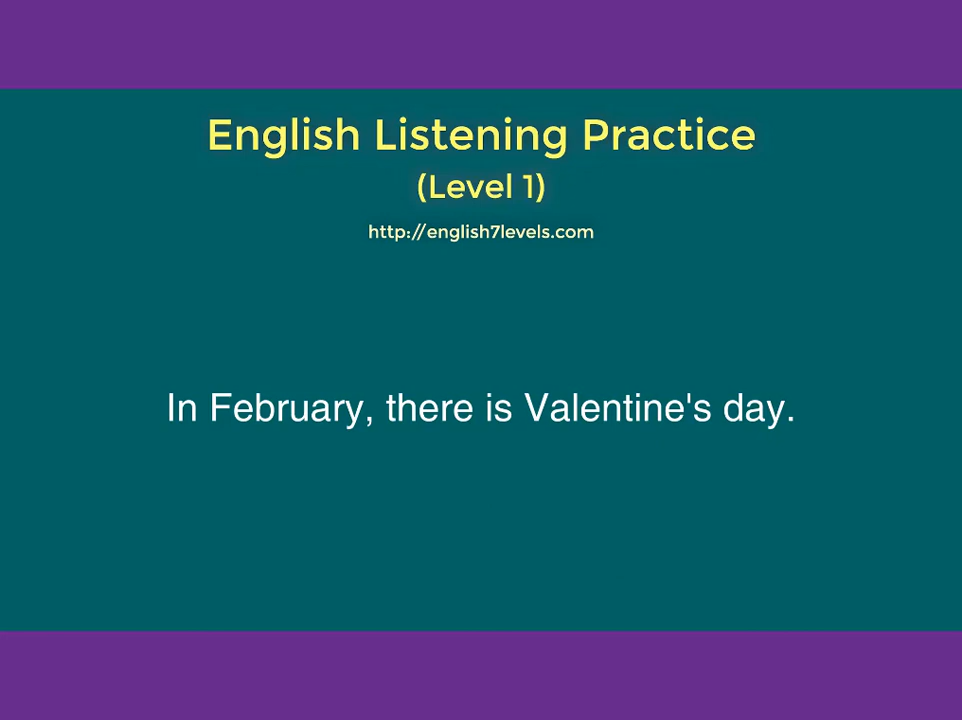 English Listening Practice
(Level 1)
http://english7levels.com
In February, there is Valentine's day.